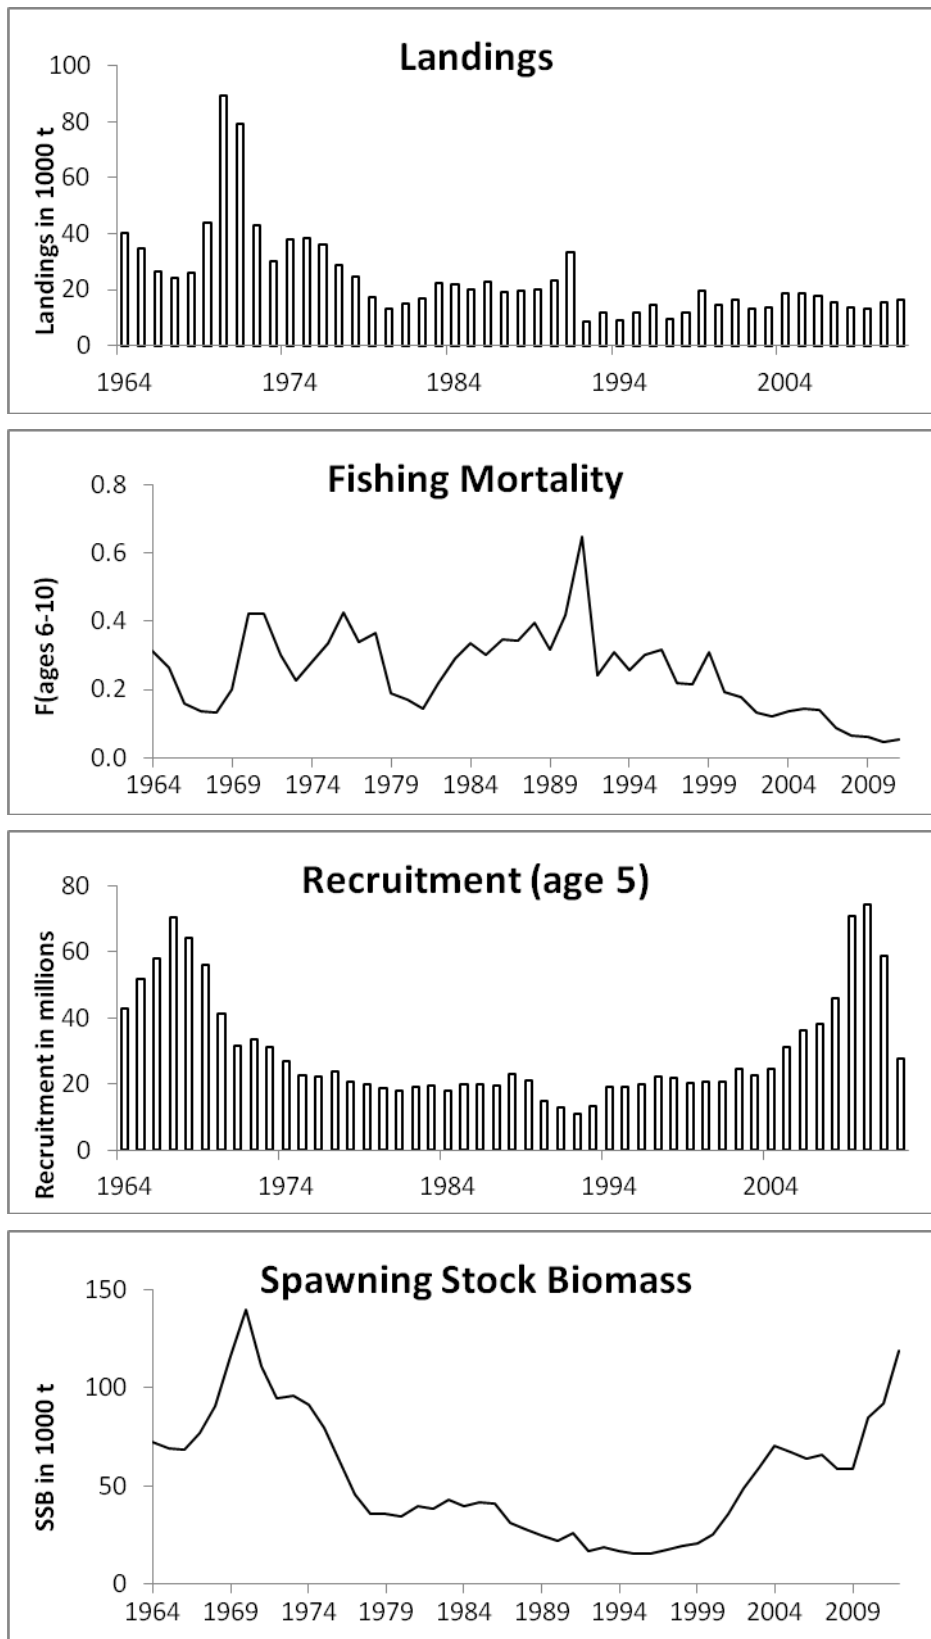 Landings
Landings in 1000 t
100
80
60
40
20
0
1964 1974 1984 1994 2004
Fishing Mortality
F(ages 6-10)
0.8
0.6
0.4
0.2
0.0
1964 1969 1974 1979 1984 1989 1994 1999 2004 2009
Recruitment (age 5)
Recruitment in millions
80
60
40
20
0
1964 1974 1984 1994 2004
Spawning Stock Biomass
SSB in 1000 t
150
100
50
0
1964 1969 1974 1979 1984 1989 1994 1999 2004 2009